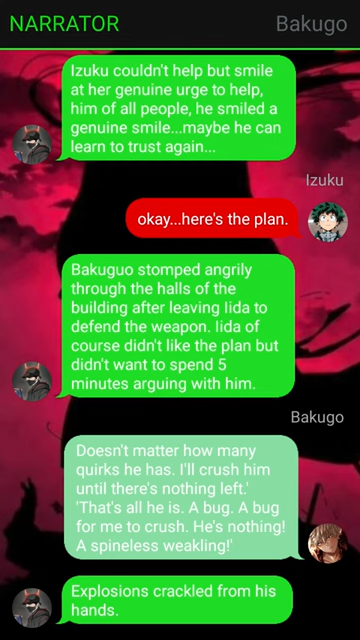 NARRATOR
Bakugo
Izuku couldn't help but smile
at her genuine urge to help,
him of all people, he smiled a
genuine smile...maybe he can
learn to trust again...
Izuku
okay...here's the plan.
Bakuguo stomped angrily
through the halls of the
building after leaving Iida to
defend the weapon. Iida of
course didn't like the plan but
didn't want to spend 5
minutes arguing with him.
Bakugo
Doesn't matter how many
quirks he has. I'll crush him
until there's nothing left.'
'That's all he is. A bug. A bug
for me to crush. He's nothing!
A spineless weakling!'
Explosions crackled from his
hands.